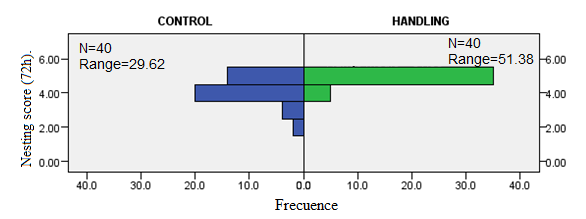 CONTROL HANDLING
N=40 N=40
Range=29.62 Range=51.38
6.00 6.00
4.00 4.00
2.00 2.00
0.00 0.00
Nesting score (72h).
40.0 30.0 20.0 10.0 0.0 10.0 20.0 30.0 40.0
Frecuence